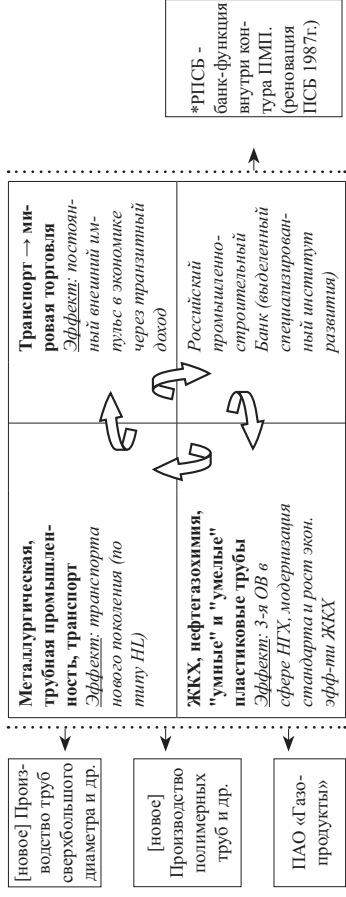 [новое] Произ-
водство труб
сверхбольшого
диаметра и др.
[новое]
Производство
полимерных
труб и др.
ПАО «Газо-
продукты»
Металлургическая,
трубная промышлен-
ность, транспорт
Эффект: транспорта
нового поколения (по
типу HL)
Транспорт → ми-
ровая торговля
Эффект: постоян-
ный внешний им-
пульс в экономике
через транзитный
доход
ЖКХ, нефтегазохимия,
"умные" и "умелые"
пластиковые трубы
Эффект: 3-я ОВ в
сфере НГХ, модернизация
стандарта и рост экон.
эфф-ти ЖКХ
Российский
промышленно-
строительный
Банк (выделенный
специализирован-
ный институт
развития)
*РПСБ -
банк-функция
внутри кон-
тура ПМП.
(реновация
ПСБ 1987г.)